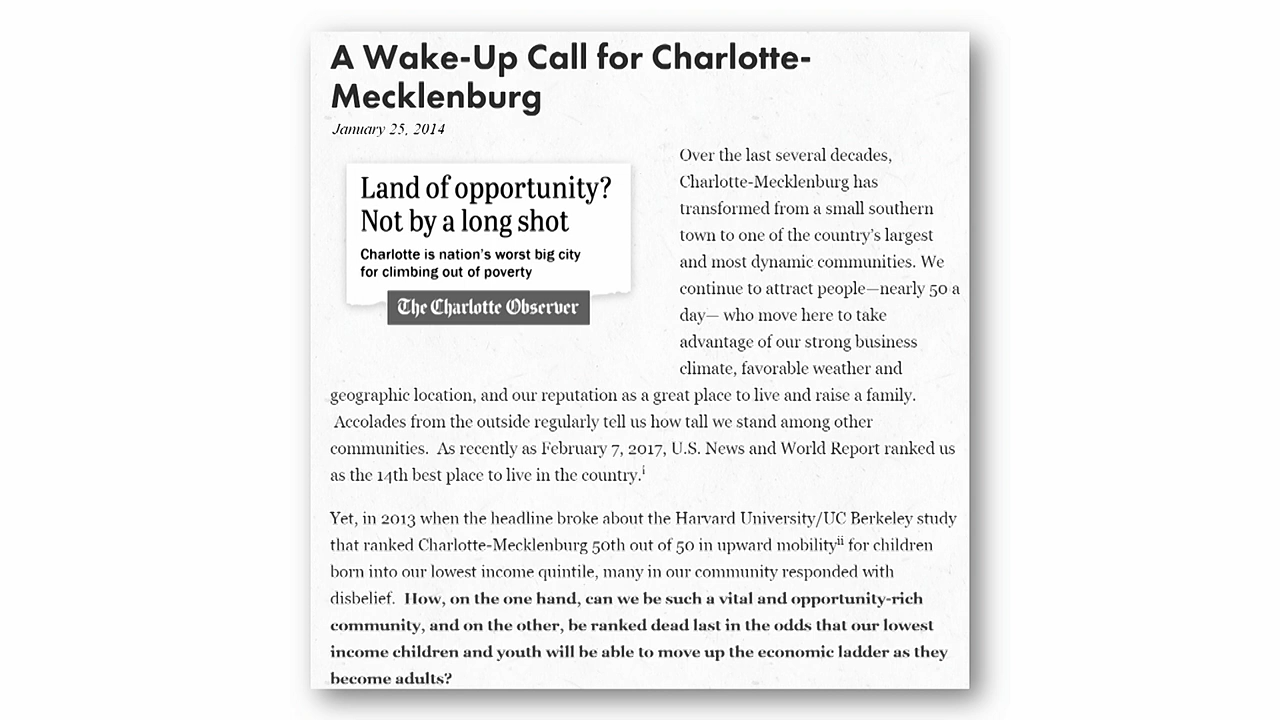 A Wake-Up Call for Charlotte-
Mecklenburg
January 25, 2014
Land of opportunity?
Not by a long shot
Charlotte is nation's worst big city
for climbing out of poverty
The Charlotte Observer
Over the last several decades,
Charlotte-Mecklenburg has
transformed from a small southern
town to one of the country's largest
and most dynamic communities. We
continue to attract people—nearly 50 a
day— who move here to take
advantage of our strong business
climate, favorable weather and
geographic location, and our reputation as a great place to live and raise a family.
Accolades from the outside regularly tell us how tall we stand among other
communities. As recently as February 7, 2017, U.S. News and World Report ranked us
as the 14th best place to live in the country.i
Yet, in 2013 when the headline broke about the Harvard University/UC Berkeley study
that ranked Charlotte-Mecklenburg 50th out of 50 in upward mobilityii for children
born into our lowest income quintile, many in our community responded with
disbelief. How, on the one hand, can we be such a vital and opportunity-rich
community, and on the other, be ranked dead last in the odds that our lowest
income children and youth will be able to move up the economic ladder as they
become adults?